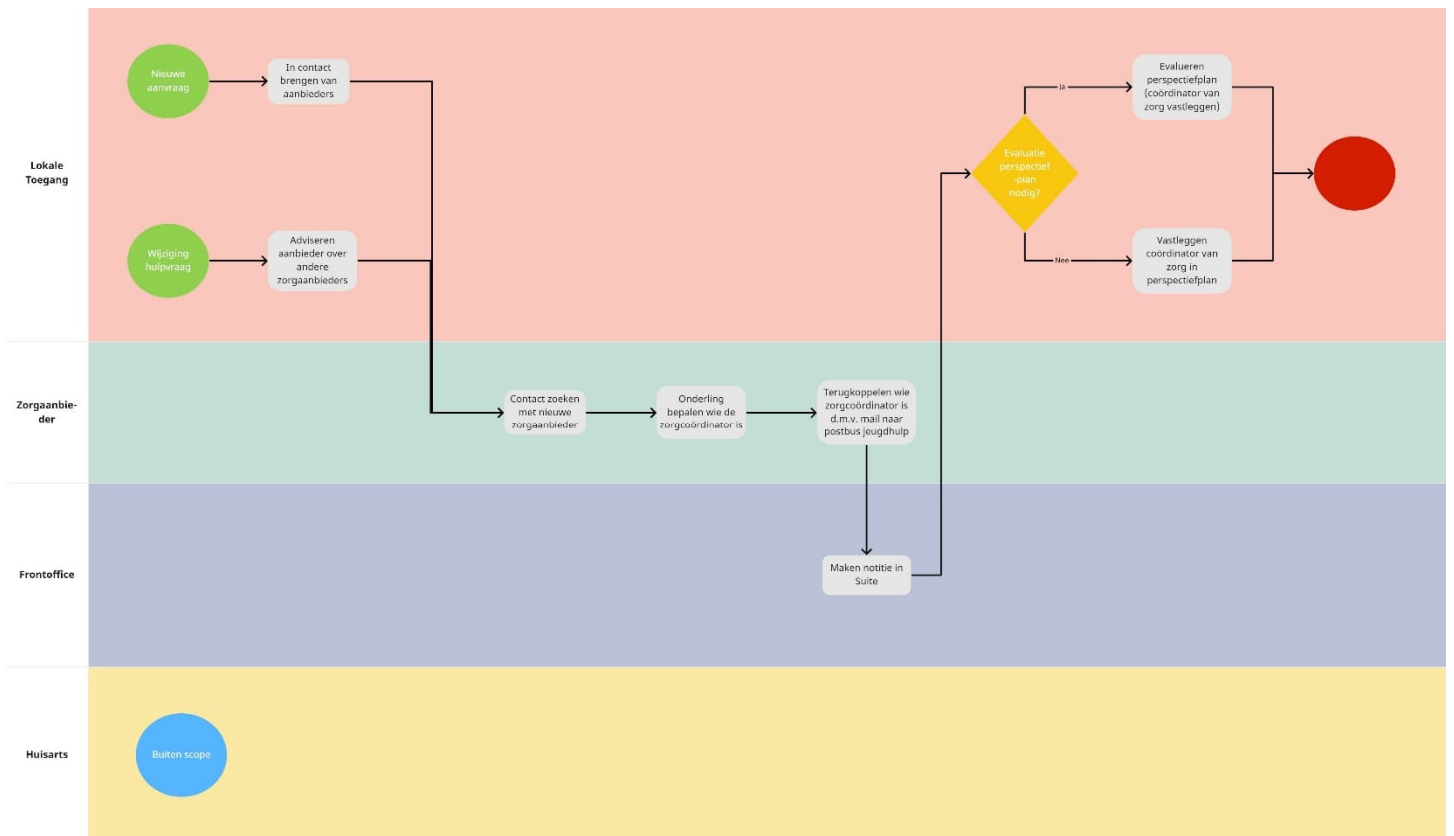 Lokale
Toegang
Nieuwe
aanvraag
In contact
brengen van
aanbieders
Wijziging
hulpvraag
Adviseren
aanbieder over
andere
zorgaanbieders
Evaluatie
perspectief
-plan
nodig?
Ja
Evalueren
perspectiefplan
(coördinator van
zorg vastleggen)
Nee
Vastleggen
coördinator van
zorg in
perspectiefplan
Zorgaanbie-
der
Contact zoeken
met nieuwe
zorgaanbieder
Onderling
bepalen wie de
zorgcoördinator is
Terugkoppelen wie
zorgcoördinator is
d.m.v. mail naar
postbus jeugdhulp
Frontoffice
Maken notitie in
Suite
Huisarts
Buiten scope